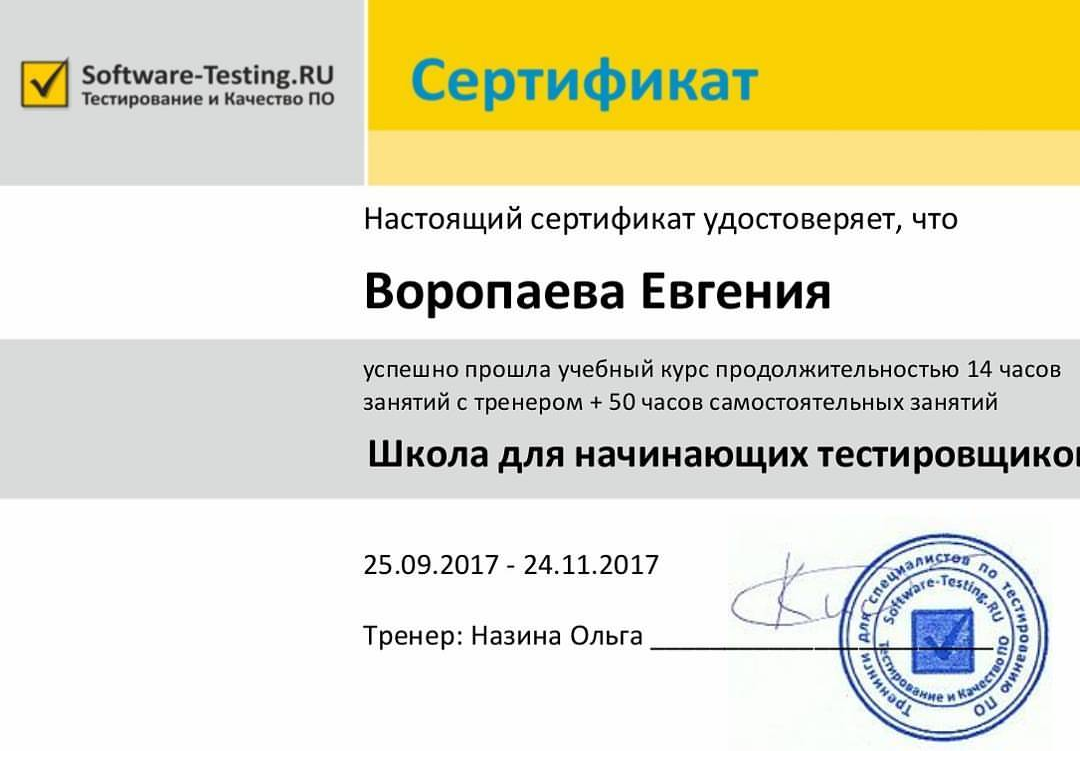 Software-Testing.RU
Тестирование и Качество ПО
Сертификат
Настоящий сертификат удостоверяет, что
Воропаева Евгения
успешно прошла учебный курс продолжительностью 14 часов
занятий с тренером + 50 часов самостоятельных занятий
Школа для начинающих тестировщико
25.09.2017 - 24.11.2017
Тренер: Назина Ольга
Тренинги для специалистов по тестированию ПО
Software-Testing.RU
Тестирование и Качество ПО